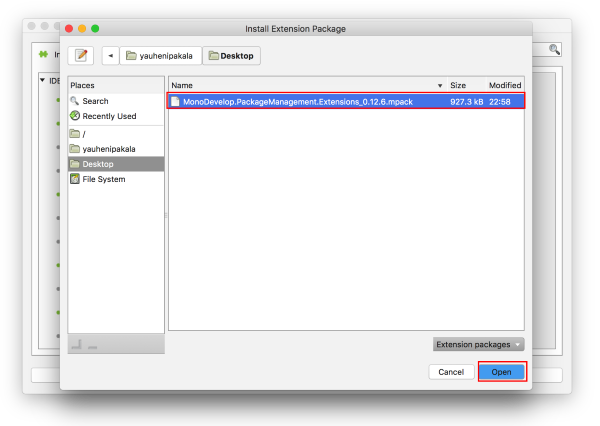 Install Extension Package
In
yauhenipakala
Desktop
IDE
Places
Name
Size
Modified
Search
MonoDevelop.PackageManagement.Extensions_0.12.6.mpack
927.3 kB
22:58
Recently Used
/
yauhenipakala
Desktop
File System
Extension packages
Cancel
Open